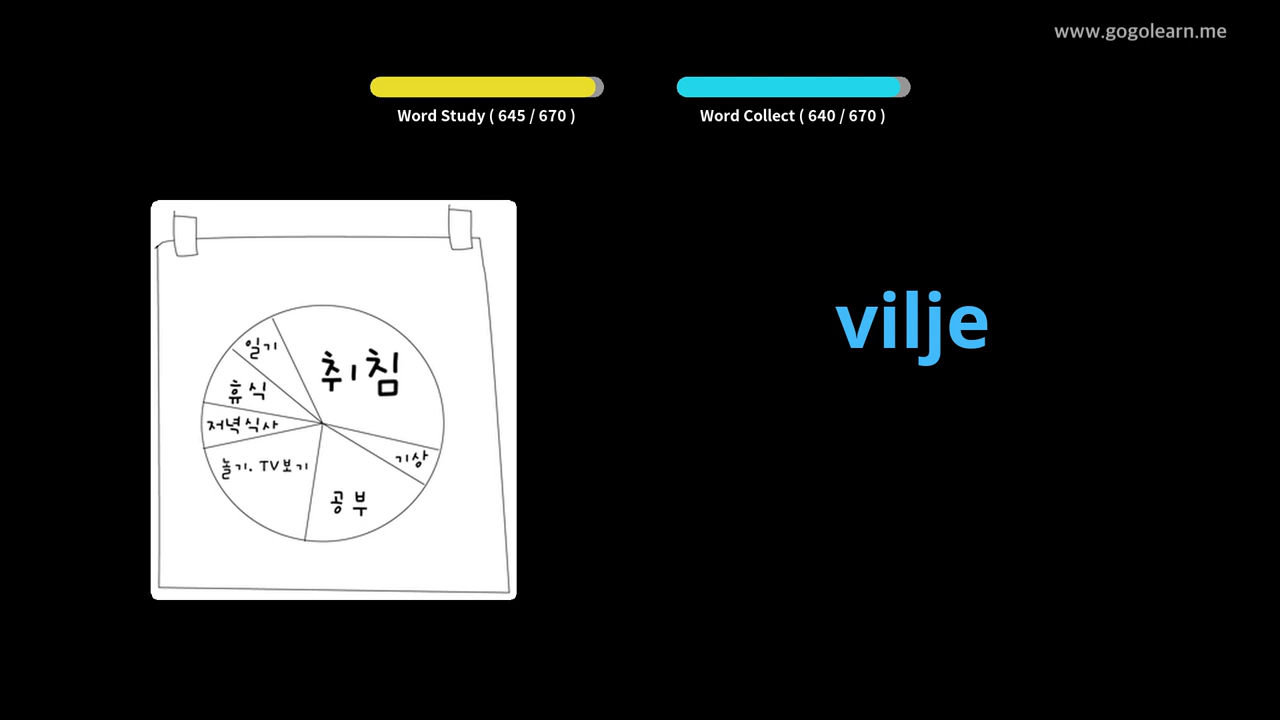 www.gogolearn.me
Word Study ( 645 / 670 )
Word Collect ( 640 / 670 )
vilje
일기
취침
휴식
저녁식사
놀기. TV보기
기상
공부